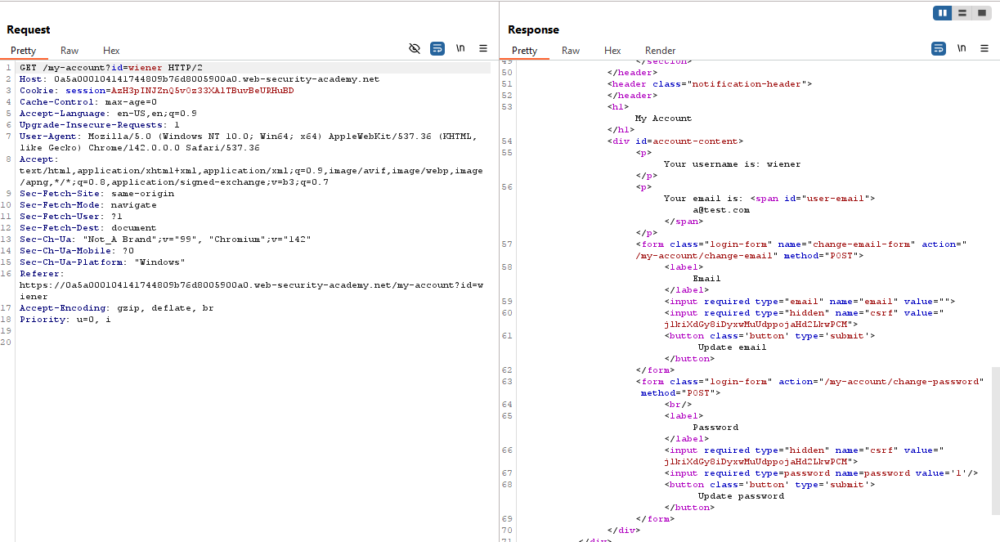 Request
Pretty Raw Hex \n
1 GET /my-account?id=wiener HTTP/2
2 Host: 0a5a000104141744809b76d8005900a0.web-security-academy.net
3 Cookie: session=AzH3pINJZnQ5v0z33XAlTBuvBeURHuBD
4 Cache-Control: max-age=0
5 Accept-Language: en-US,en;q=0.9
6 Upgrade-Insecure-Requests: 1
7 User-Agent: Mozilla/5.0 (Windows NT 10.0; Win64; x64) AppleWebKit/537.36 (KHTML,
like Gecko) Chrome/142.0.0.0 Safari/537.36
8 Accept:
text/html,application/xhtml+xml,application/xml;q=0.9,image/avif,image/webp,image
/apng,*/*;q=0.8,application/signed-exchange;v=b3;q=0.7
9 Sec-Fetch-Site: same-origin
10 Sec-Fetch-Mode: navigate
11 Sec-Fetch-User: ?1
12 Sec-Fetch-Dest: document
13 Sec-Ch-Ua: "Not_A Brand";v="99", "Chromium";v="142"
14 Sec-Ch-Ua-Mobile: ?0
15 Sec-Ch-Ua-Platform: "Windows"
16 Referer:
https://0a5a000104141744809b76d8005900a0.web-security-academy.net/my-account?id=w
iener
17 Accept-Encoding: gzip, deflate, br
18 Priority: u=0, i
19
20
Response
Pretty Raw Hex Render \n
49 </section>
50 </header>
51 <header class="notification-header">
52 </header>
53 <h1>
My Account
</h1>
54 <div id=account-content>
55 <p>
Your username is: wiener
</p>
56 <p>
Your email is: <span id="user-email">
a@test.com
</span>
</p>
57 <form class="login-form" name="change-email-form" action="
/my-account/change-email" method="POST">
58 <label>
Email
</label>
59 <input required type="email" name="email" value="">
60 <input required type="hidden" name="csrf" value="
jlkiXdGy8iDyxwMuUdppojaHd2LkwPCM">
61 <button class='button' type='submit'>
Update email
</button>
62 </form>
63 <form class="login-form" action="/my-account/change-password"
method="POST">
64 <br/>
65 <label>
Password
</label>
66 <input required type="hidden" name="csrf" value="
jlkiXdGy8iDyxwMuUdppojaHd2LkwPCM">
67 <input required type=password name=password value='1'/>
68 <button class='button' type='submit'>
Update password
</button>
69 </form>
70 </div>
71 </div>